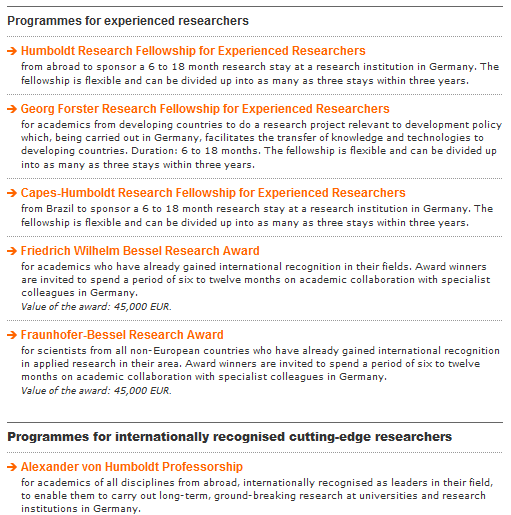 Programmes for experienced researchers
Humboldt Research Fellowship for Experienced Researchers
from abroad to sponsor a 6 to 18 month research stay at a research institution in Germany. The
fellowship is flexible and can be divided up into as many as three stays within three years.
Georg Forster Research Fellowship for Experienced Researchers
for academics from developing countries to do a research project relevant to development policy
which, being carried out in Germany, facilitates the transfer of knowledge and technologies to
developing countries. Duration: 6 to 18 months. The fellowship is flexible and can be divided up
into as many as three stays within three years.
Capes-Humboldt Research Fellowship for Experienced Researchers
from Brazil to sponsor a 6 to 18 month research stay at a research institution in Germany. The
fellowship is flexible and can be divided up into as many as three stays within three years.
Friedrich Wilhelm Bessel Research Award
for academics who have already gained international recognition in their fields. Award winners
are invited to spend a period of six to twelve months on academic collaboration with specialist
colleagues in Germany.
Value of the award: 45,000 EUR.
Fraunhofer-Bessel Research Award
for scientists from all non-European countries who have already gained international recognition
in applied research in their area. Award winners are invited to spend a period of six to twelve
months on academic collaboration with specialist colleagues in Germany.
Value of the award: 45,000 EUR.
Programmes for internationally recognised cutting-edge researchers
Alexander von Humboldt Professorship
for academics of all disciplines from abroad, internationally recognised as leaders in their field,
to enable them to carry out long-term, ground-breaking research at universities and research
institutions in Germany.